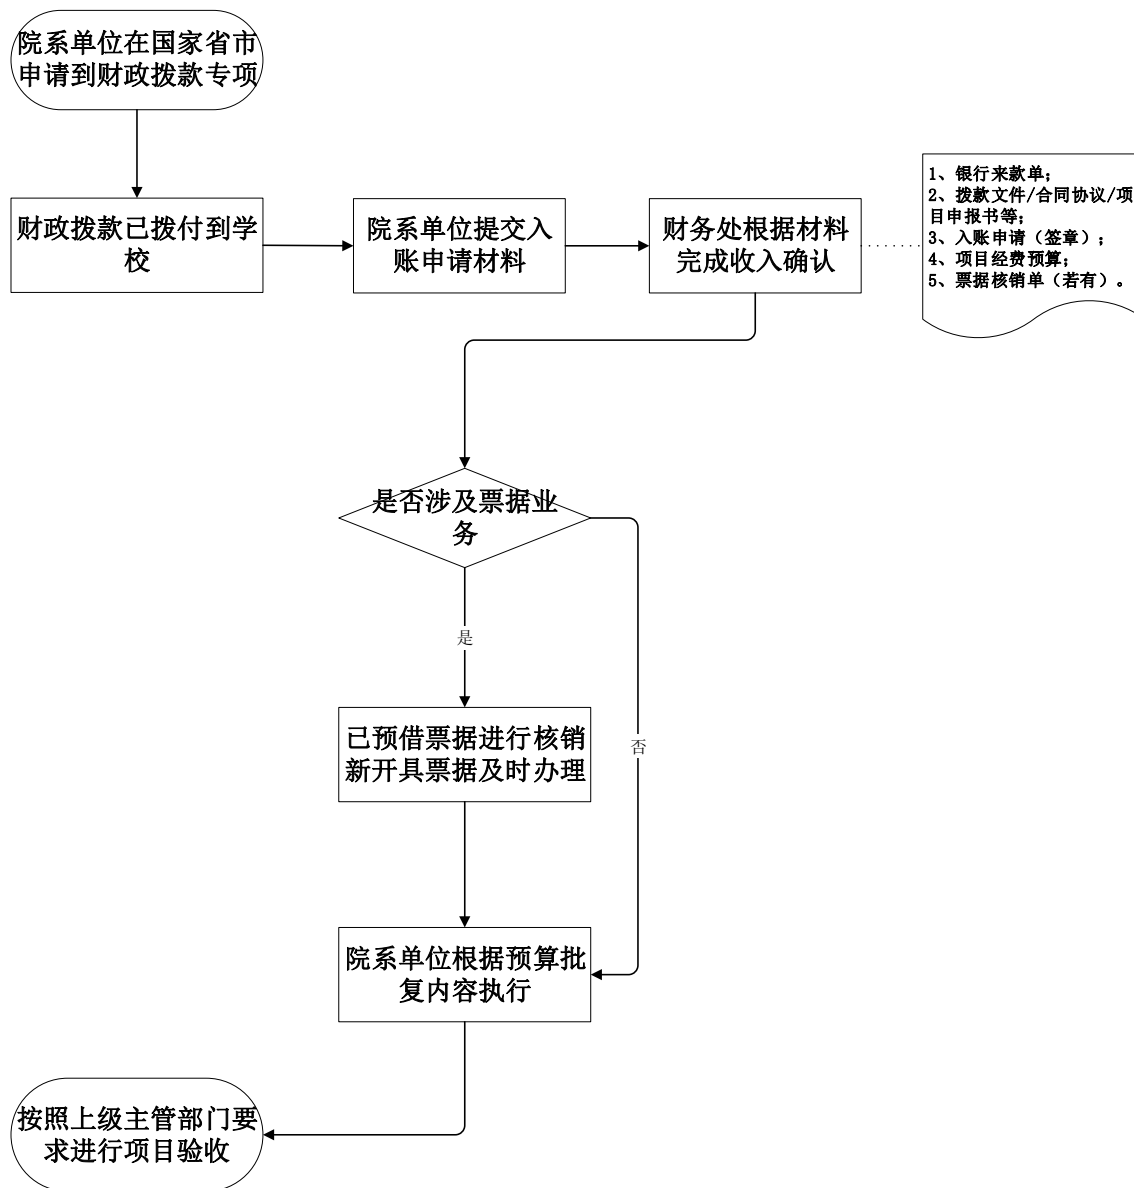 院系单位在国家省市
申请到财政拨款专项
财政拨款已拨付到学
校
院系单位提交入
账申请材料
财务处根据材料
完成收入确认
1、银行来款单；
2、拨款文件/合同协议/项
目申报书等；
3、入账申请（签章）；
4、项目经费预算；
5、票据核销单（若有）。
是否涉及票据业
务
是
已预借票据进行核销
新开具票据及时办理
否
院系单位根据预算批
复内容执行
按照上级主管部门要
求进行项目验收